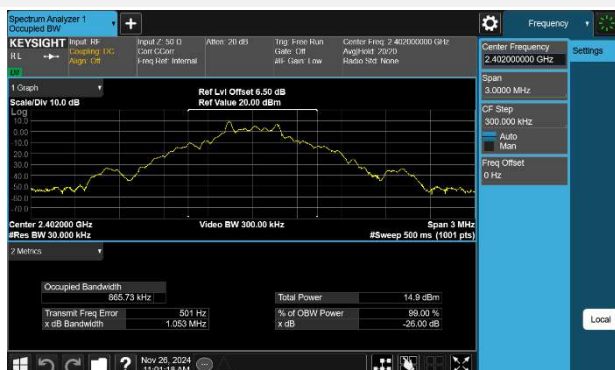 Spectrum Analyzer 1
Occupied BW
Frequency
KEYSIGHT
RL
Input: RF
Coupling: DC
Align: Off
Input Z: 50 Ω
Corr CCorr
Freq Ref: Internal
Atten: 20 dB
Trig: Free Run
Gate: Off
#IF Gain: Low
Center Freq: 2.402000000 GHz
Avg|Hold: 20/20
Radio Std: None
Center Frequency
2.402000000 GHz
Settings
Span
3.0000 MHz
CF Step
300.000 kHz
Auto
Man
Freq Offset
0 Hz
Local
1 Graph
Scale/Div 10.0 dB
Ref Lvl Offset 6.50 dB
Ref Value 20.00 dBm
Log
10.0
0.00
-10.0
-20.0
-30.0
-40.0
-50.0
-60.0
-70.0
Center 2.402000 GHz
#Res BW 30.000 kHz
Video BW 300.00 kHz
Span 3 MHz
#Sweep 500 ms (1001 pts)
2 Metrics
Occupied Bandwidth
865.73 kHz
Total Power 14.9 dBm
Transmit Freq Error 501 Hz
% of OBW Power 99.00 %
x dB Bandwidth 1.053 MHz
x dB -26.00 dB
?
Nov 26, 2024
11:01:18 AM